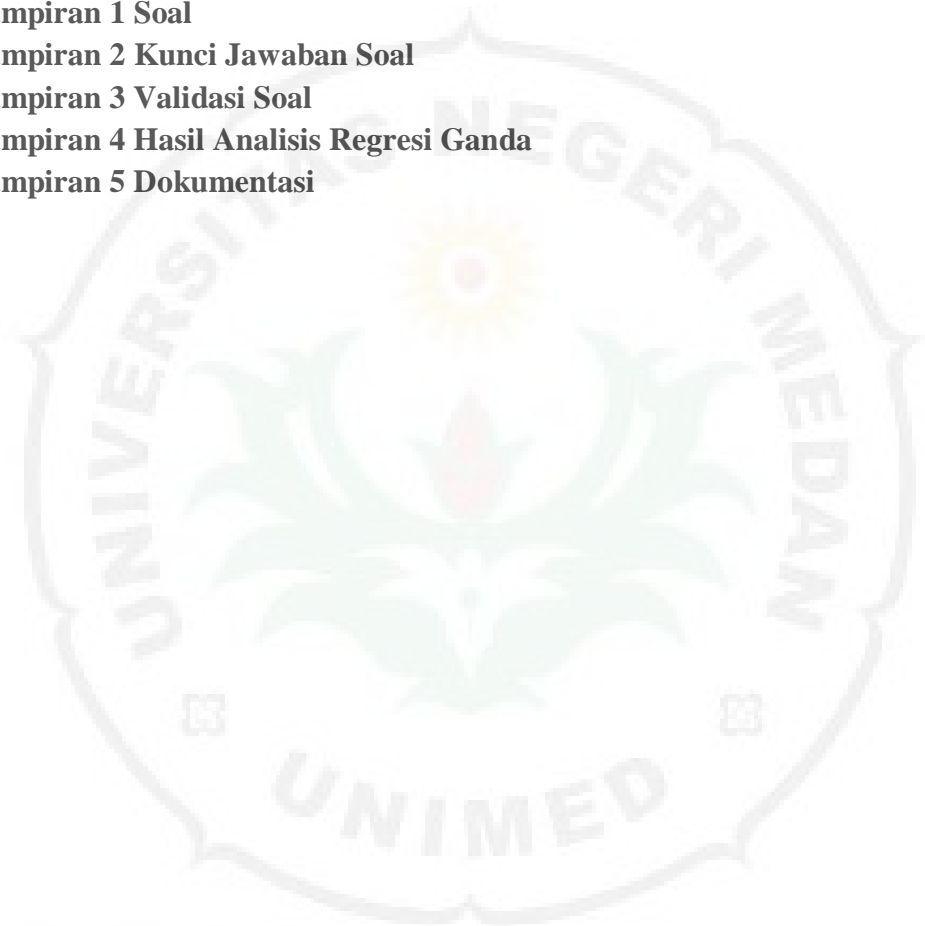 mpiran 1 Soal
mpiran 2 Kunci Jawaban Soal
mpiran 3 Validasi Soal
mpiran 4 Hasil Analisis Regresi Ganda
mpiran 5 Dokumentasi
UNIVERSITAS NEGERI MEDAN
UNIMED